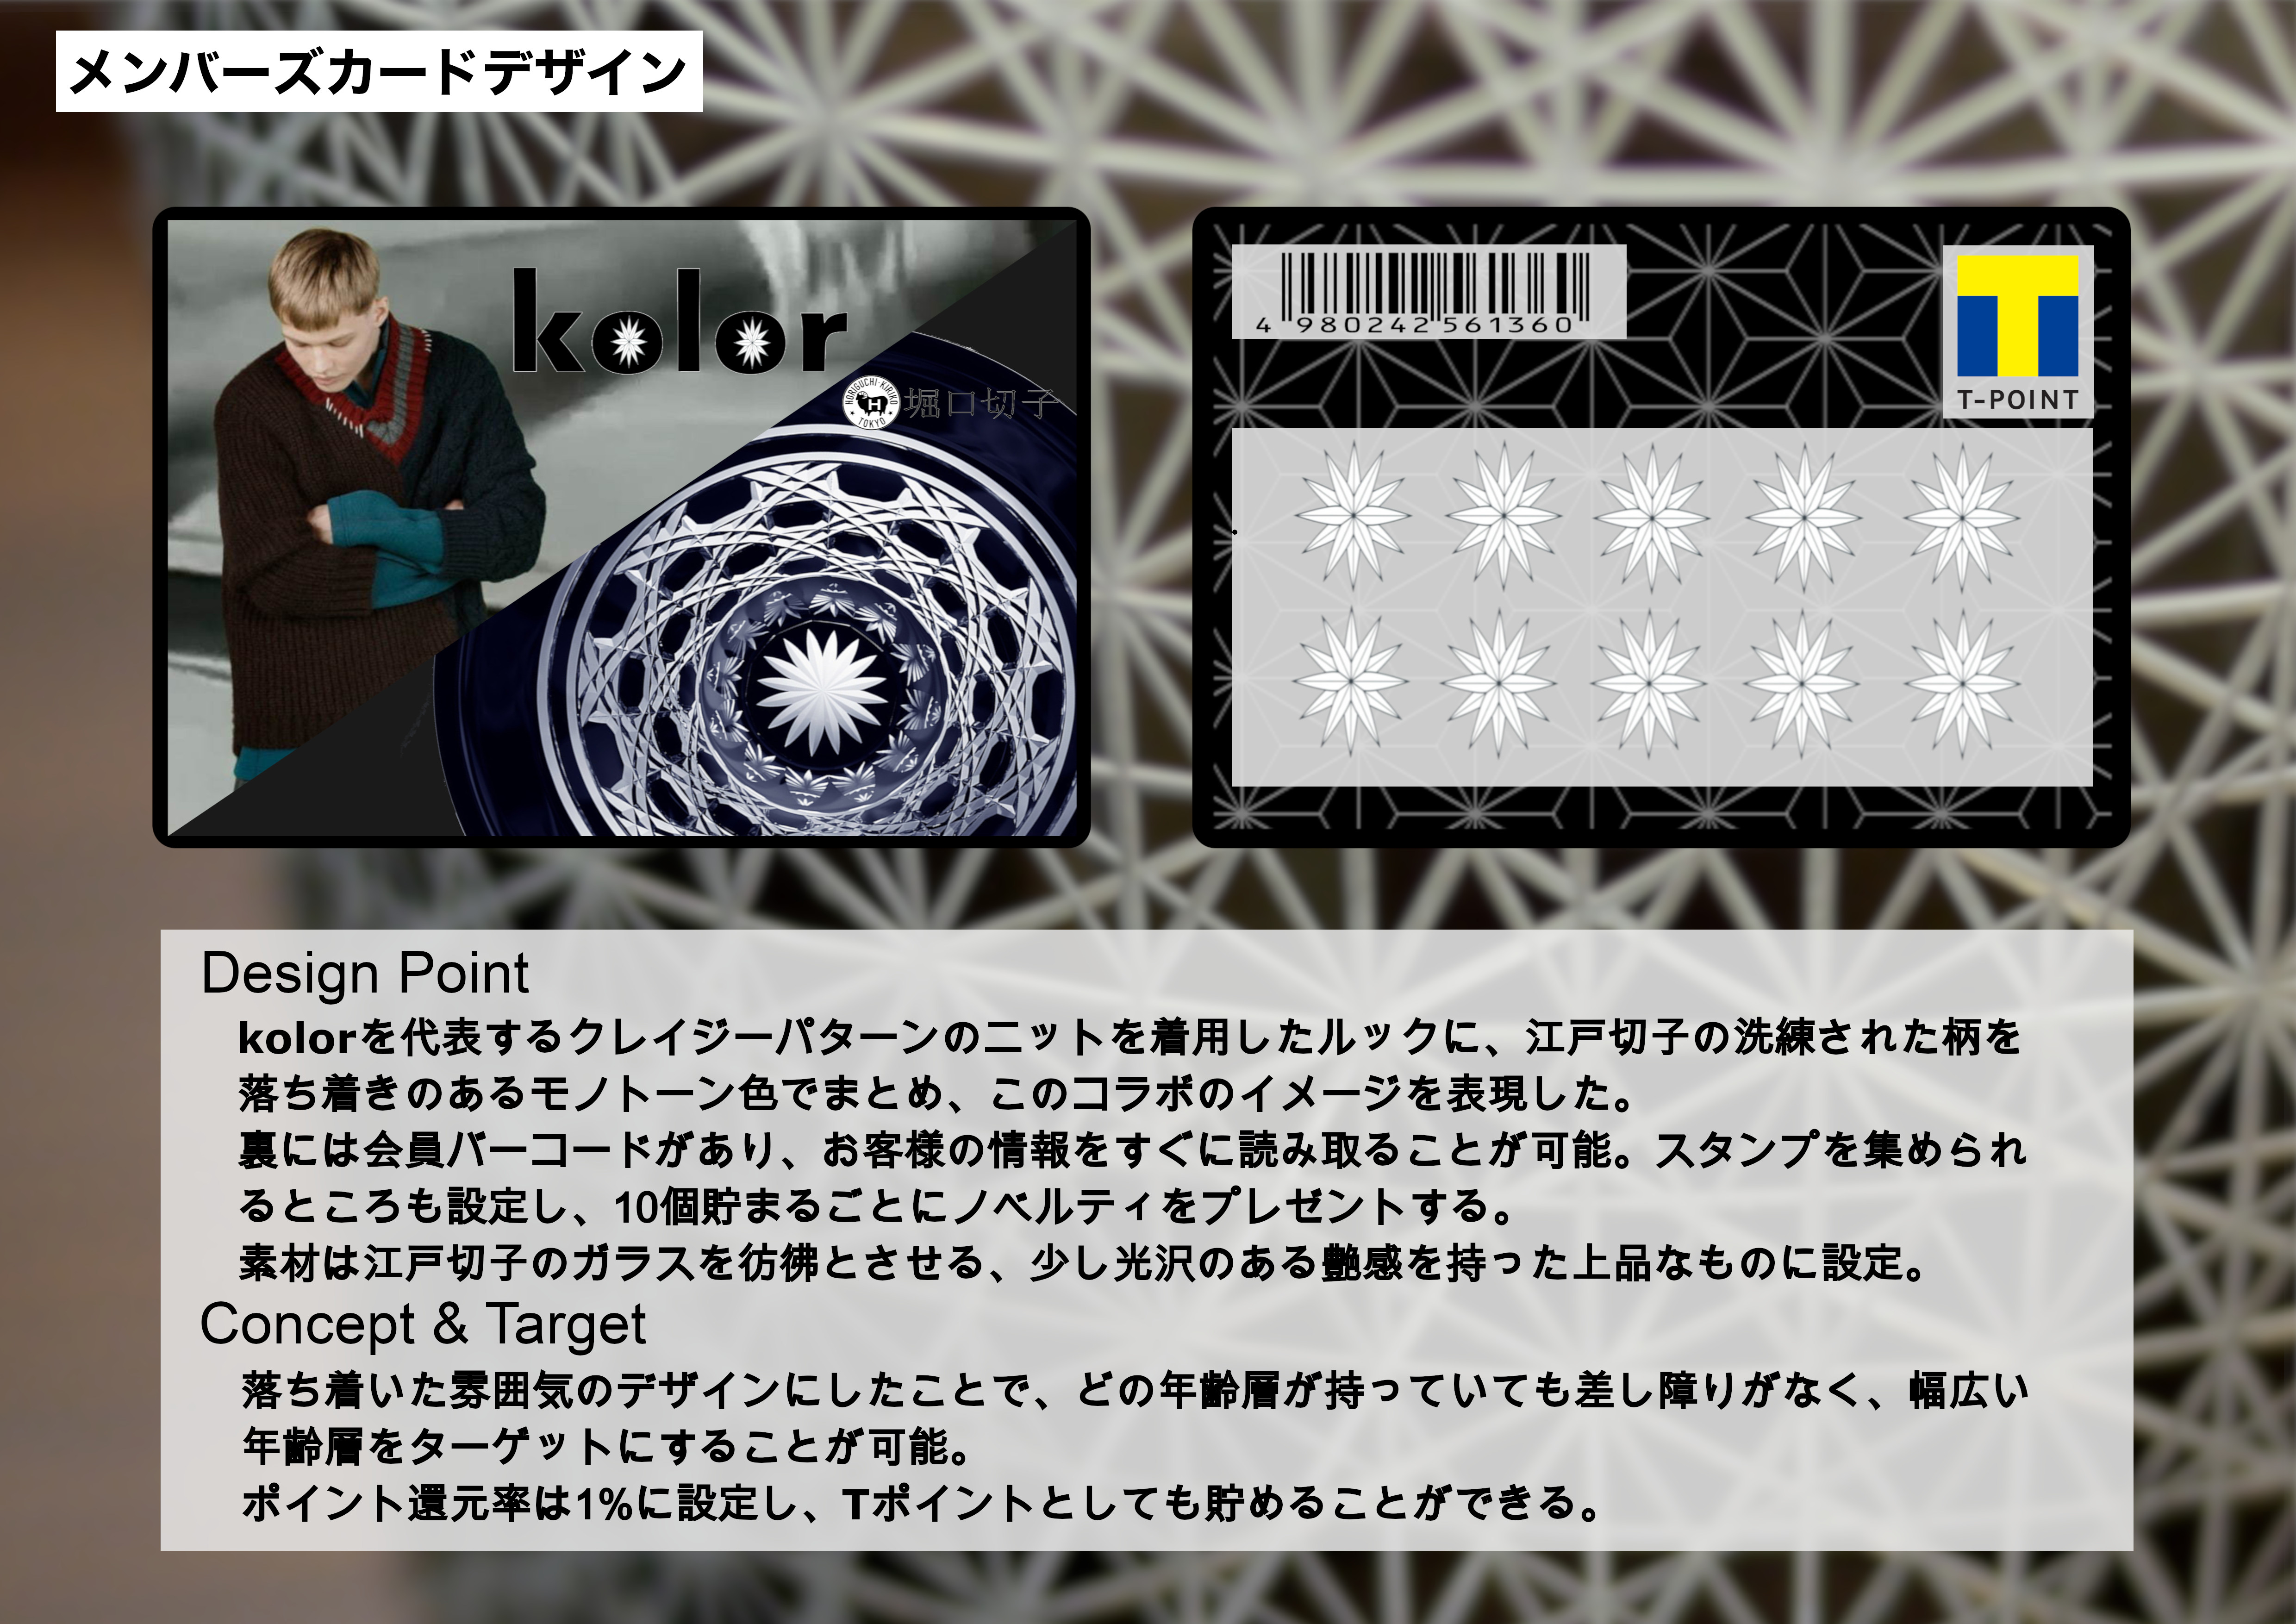 メンバーズカードデザイン
kolor
HORIGUCHI-KIRIKO
H
TOKYO
堀口切子
4 980242 561360
T-POINT
Design Point
kolorを代表するクレイジーパターンのニットを着用したルックに、江戸切子の洗練された柄を
落ち着きのあるモノトーン色でまとめ、このコラボのイメージを表現した。
裏には会員バーコードがあり、お客様の情報をすぐに読み取ることが可能。スタンプを集められ
るところも設定し、10個貯まるごとにノベルティをプレゼントする。
素材は江戸切子のガラスを彷彿とさせる、少し光沢のある艶感を持った上品なものに設定。
Concept & Target
落ち着いた雰囲気のデザインにしたことで、どの年齢層が持っていても差し障りがなく、幅広い
年齢層をターゲットにすることが可能。
ポイント還元率は1%に設定し、Tポイントとしても貯めることができる。